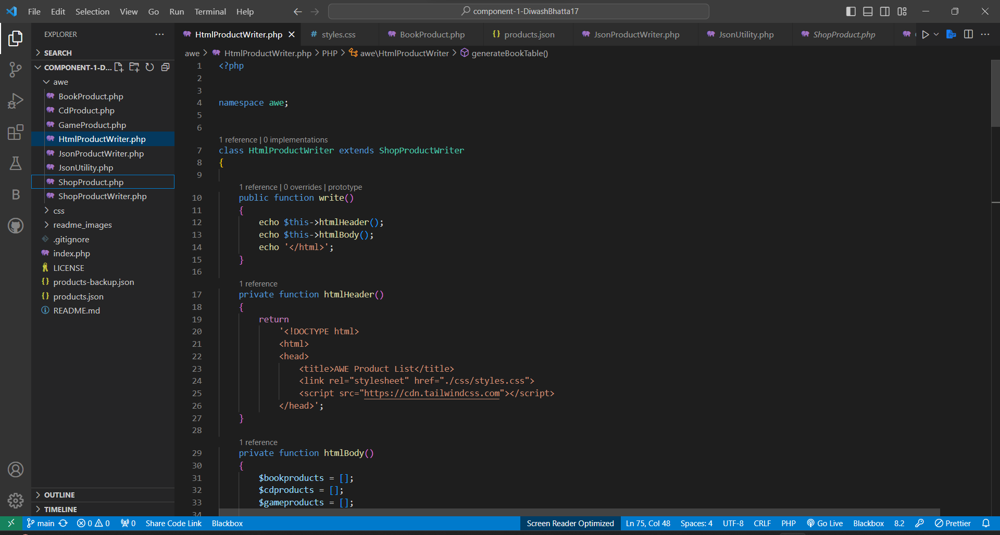 File Edit Selection View Go Run Terminal Help component-1-DiwashBhatta17
EXPLORER
SEARCH
COMPONENT-1-D...
awe
BookProduct.php
CdProduct.php
GameProduct.php
HtmlProductWriter.php
JsonProductWriter.php
JsonUtility.php
ShopProduct.php
ShopProductWriter.php
css
readme_images
.gitignore
index.php
LICENSE
products-backup.json
products.json
README.md
OUTLINE
TIMELINE
HtmlProductWriter.php styles.css BookProduct.php products.json JsonProductWriter.php JsonUtility.php ShopProduct.php
awe > HtmlProductWriter.php > PHP > awe\HtmlProductWriter > generateBookTable()
1 <?php
2
3
4 namespace awe;
5
6
1 reference | 0 implementations
7 class HtmlProductWriter extends ShopProductWriter
8 {
9
1 reference | 0 overrides | prototype
10 public function write()
11 {
12 echo $this->htmlHeader();
13 echo $this->htmlBody();
14 echo '</html>';
15 }
16
1 reference
17 private function htmlHeader()
18 {
19 return
20 '<!DOCTYPE html>
21 <html>
22 <head>
23 <title>AWE Product List</title>
24 <link rel="stylesheet" href="./css/styles.css">
25 <script src="https://cdn.tailwindcss.com"></script>
26 </head>';
27 }
28
1 reference
29 private function htmlBody()
30 {
31 $bookproducts = [];
32 $cdproducts = [];
33 $gameproducts = [];
34
main 0 0 0 Share Code Link Blackbox Screen Reader Optimized Ln 75, Col 48 Spaces: 4 UTF-8 CRLF PHP Go Live Blackbox 8.2 Prettier